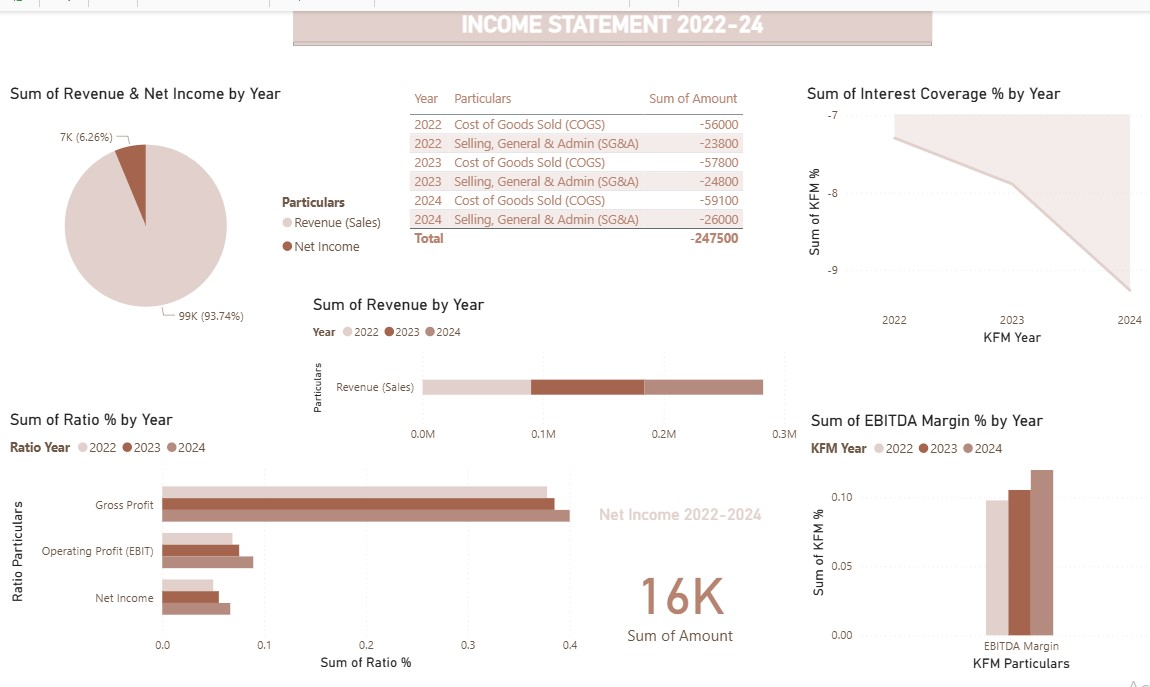 INCOME STATEMENT 2022-24
Sum of Revenue & Net Income by Year
7K (6.26%)
99K (93.74%)
Particulars
Revenue (Sales)
Net Income
Year Particulars Sum of Amount
2022 Cost of Goods Sold (COGS) -56000
2022 Selling, General & Admin (SG&A) -23800
2023 Cost of Goods Sold (COGS) -57800
2023 Selling, General & Admin (SG&A) -24800
2024 Cost of Goods Sold (COGS) -59100
2024 Selling, General & Admin (SG&A) -26000
Total -247500
Sum of Interest Coverage % by Year
Sum of KFM %
-7
-8
-9
2022 2023 2024
KFM Year
Sum of Revenue by Year
Year 2022 2023 2024
Particulars
Revenue (Sales)
0.0M 0.1M 0.2M 0.3M
Sum of Ratio % by Year
Ratio Year 2022 2023 2024
Ratio Particulars
Gross Profit
Operating Profit (EBIT)
Net Income
0.0 0.1 0.2 0.3 0.4
Sum of Ratio %
Net Income 2022-2024
16K
Sum of Amount
Sum of EBITDA Margin % by Year
KFM Year 2022 2023 2024
Sum of KFM %
0.10
0.05
0.00
EBITDA Margin
KFM Particulars